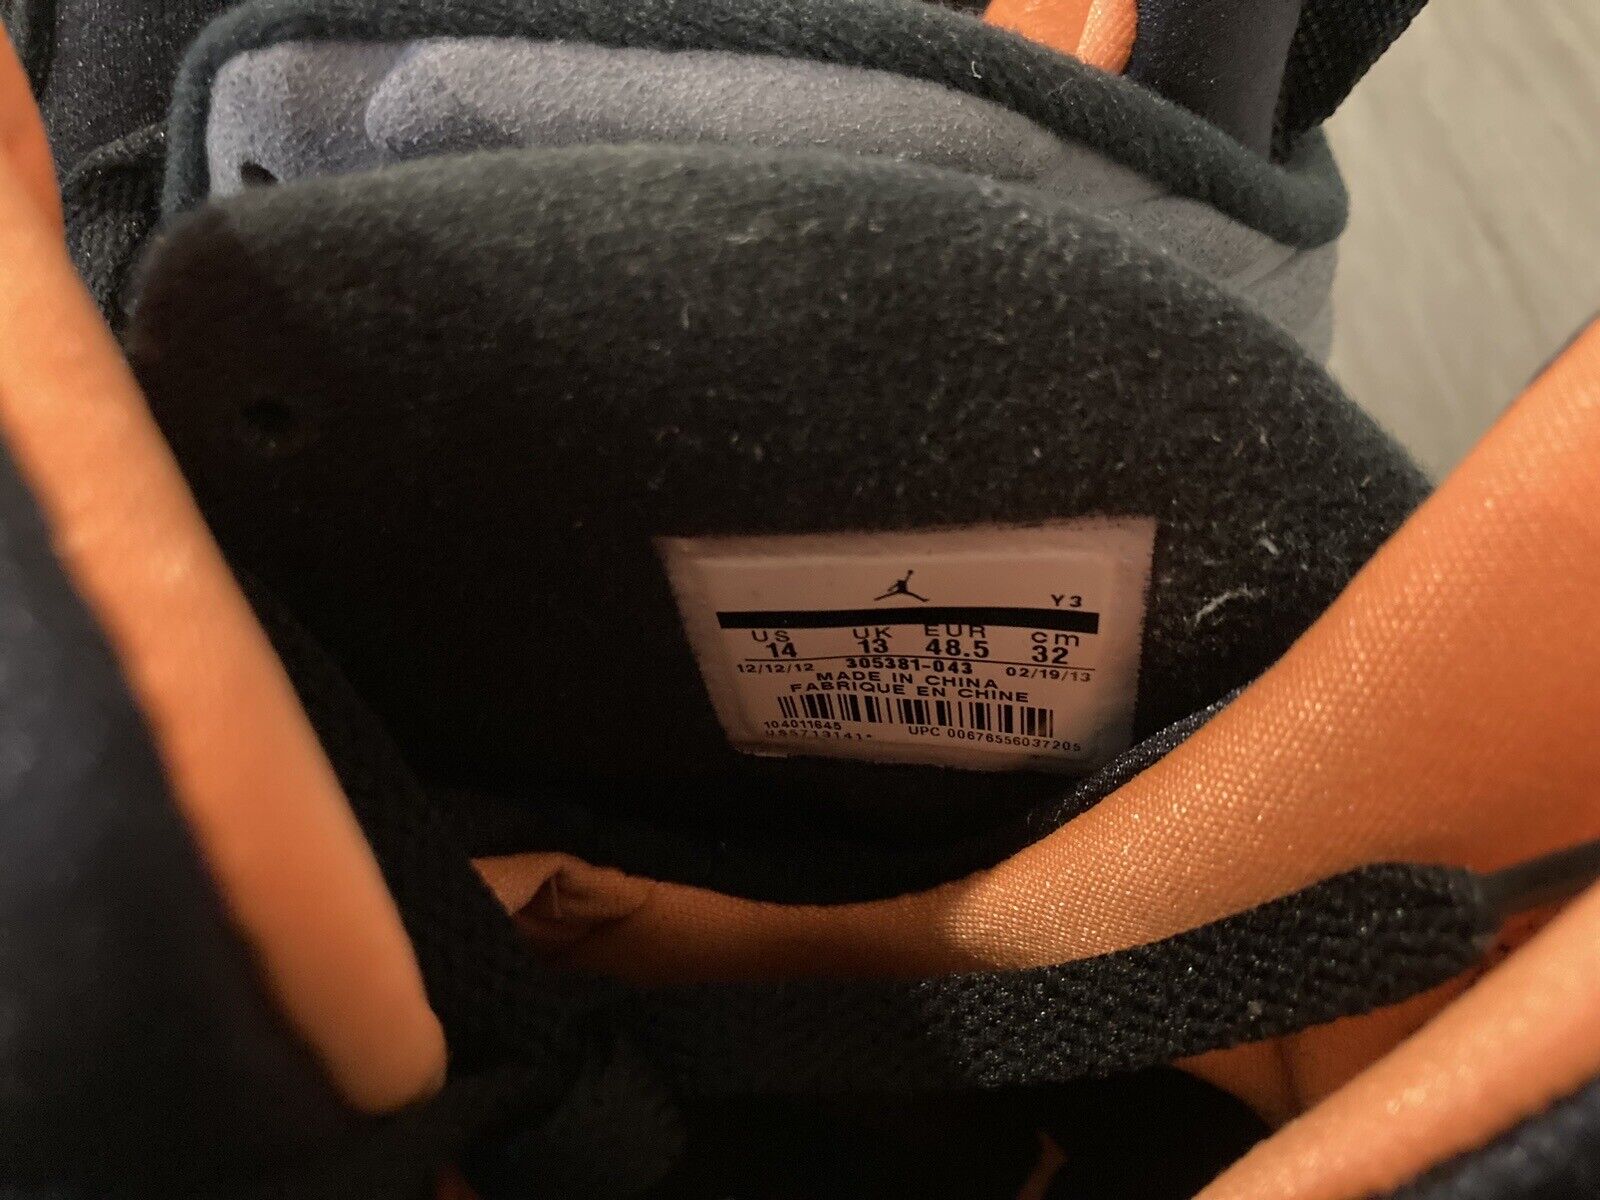 Y3
US UK EUR cm
14 13 48.5 32
12/12/12 305381-043 02/19/13
MADE IN CHINA
FABRIQUE EN CHINE
104011645 UPC 00676556037205
US5713141*